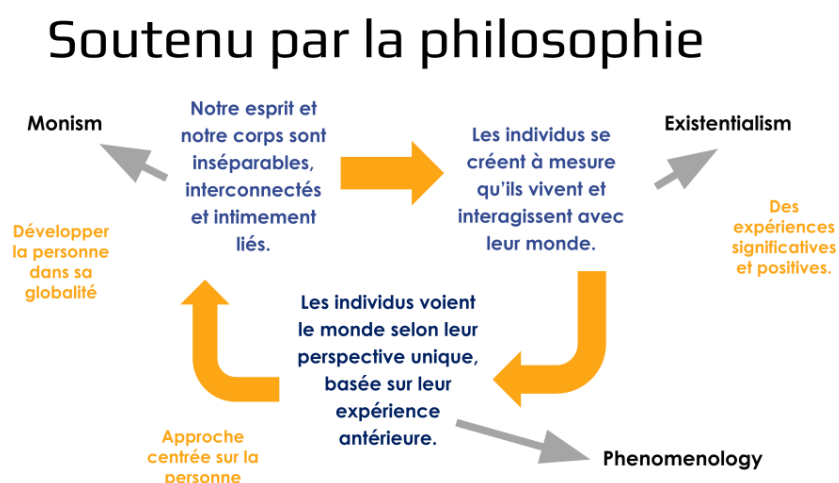 Soutenu par la philosophie
Monism
Notre esprit et
notre corps sont
inséparables,
interconnectés
et intimement
liés.
Les individus se
créent à mesure
qu'ils vivent et
interagissent avec
leur monde.
Existentialism
Développer
la personne
dans sa
globalité
Des
expériences
significatives
et positives.
Les individus voient
le monde selon leur
perspective unique,
basée sur leur
expérience
antérieure.
Approche
centrée sur la
personne
Phenomenology